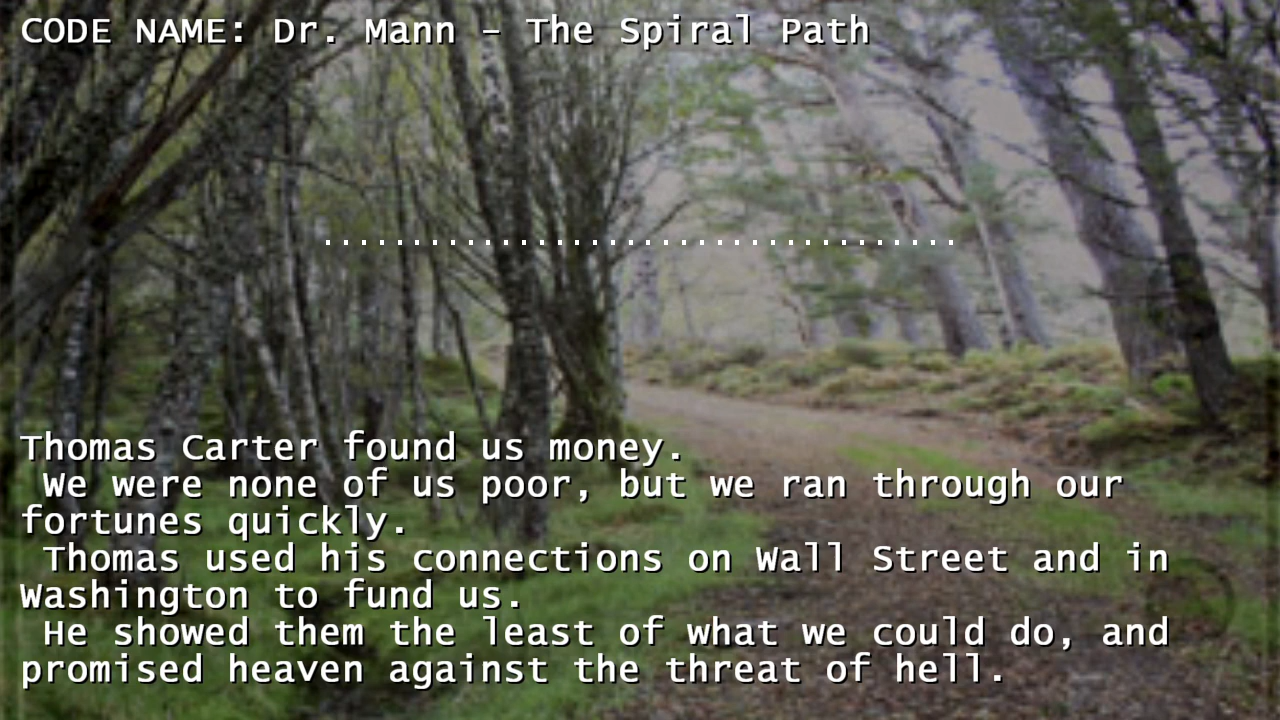 CODE NAME: Dr. Mann – The Spiral Path
....................................
Thomas Carter found us money.
We were none of us poor, but we ran through our
fortunes quickly.
Thomas used his connections on Wall Street and in
Washington to fund us.
He showed them the least of what we could do, and
promised heaven against the threat of hell.